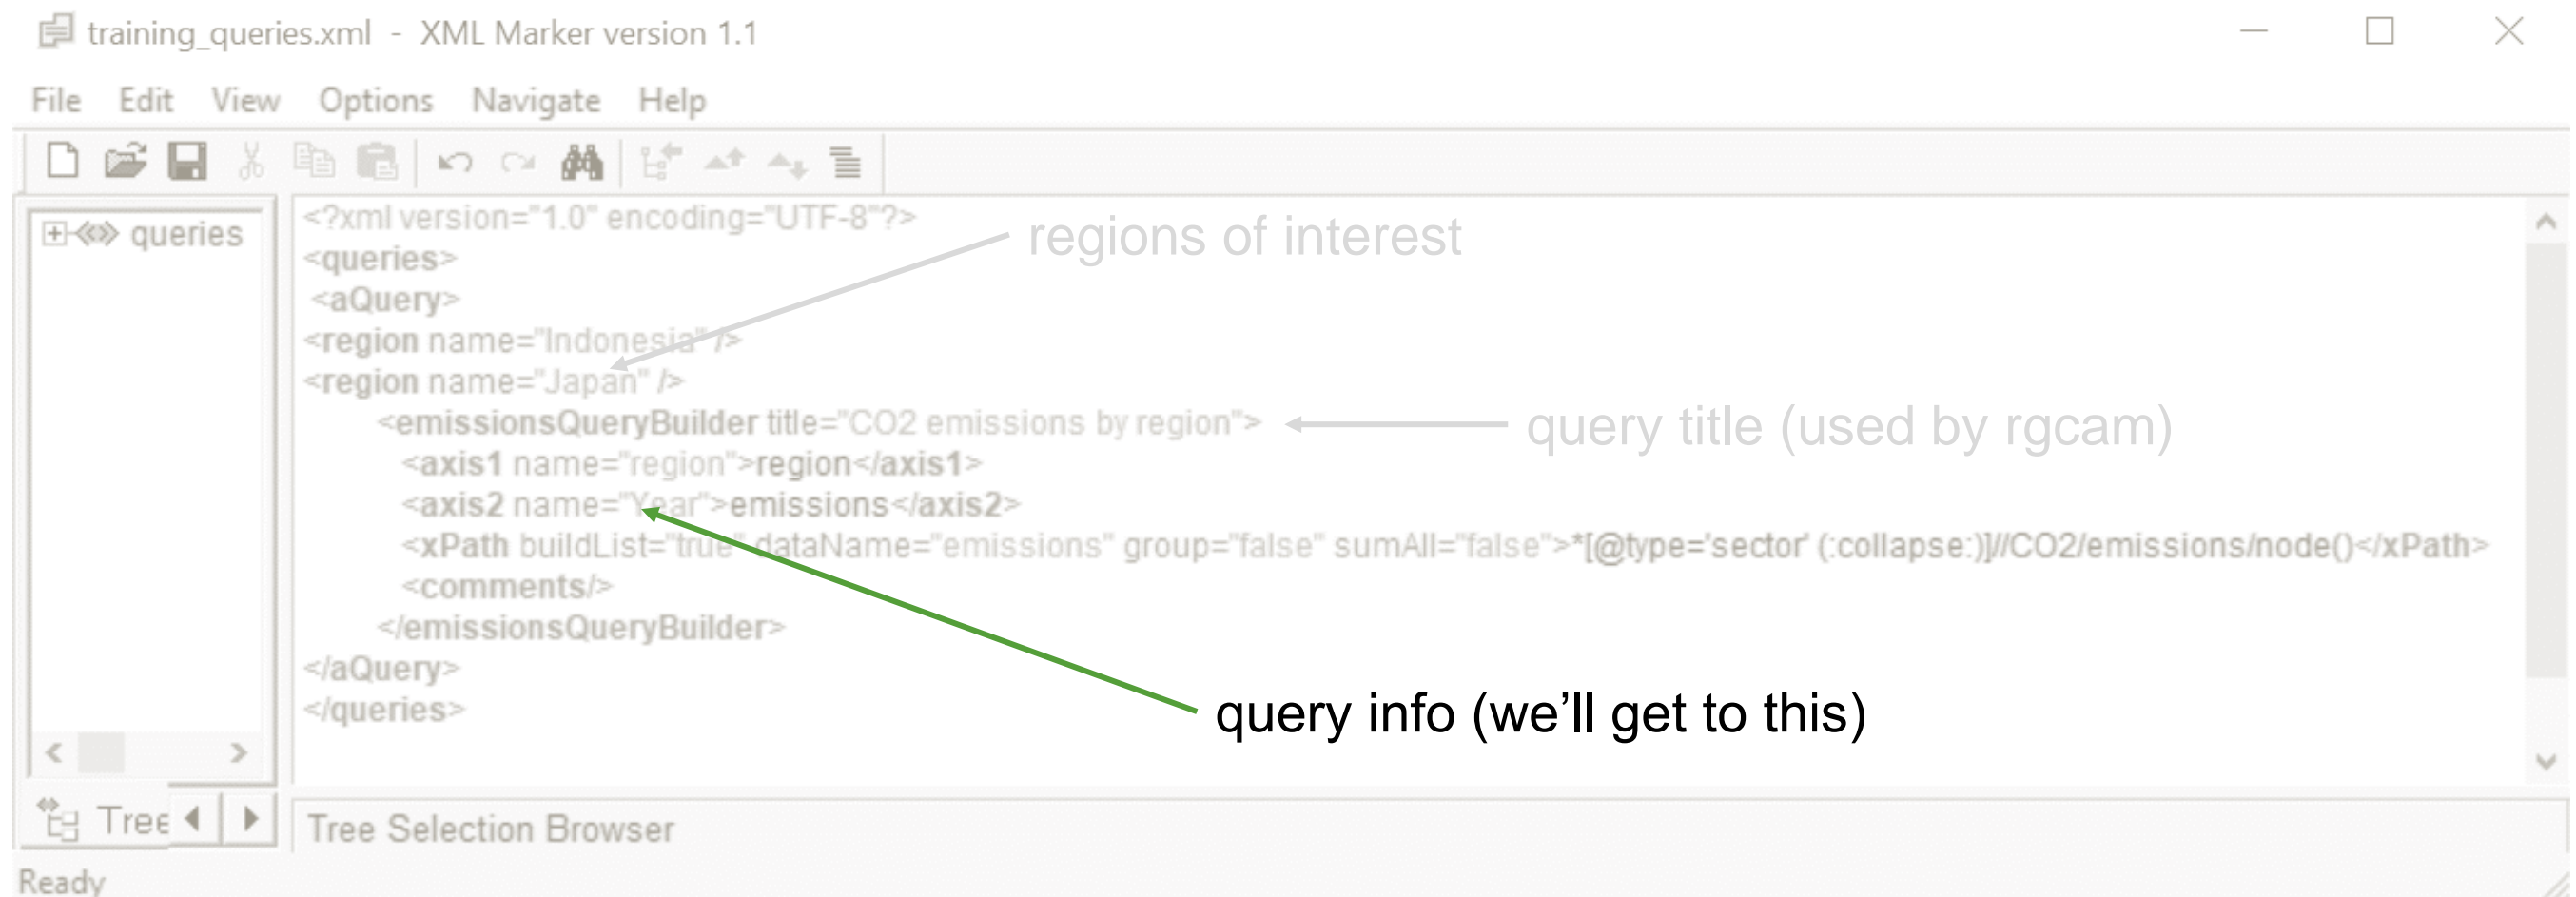 training_queries.xml - XML Marker version 1.1
File Edit View Options Navigate Help
queries
<?xml version="1.0" encoding="UTF-8"?>
<queries>
<aQuery>
<region name="Indonesia" />
<region name="Japan" />
<emissionsQueryBuilder title="CO2 emissions by region">
<axis1 name="region">region</axis1>
<axis2 name="Year">emissions</axis2>
<xPath buildList="true" dataName="emissions" group="false" sumAll="false">*[@type='sector' (:collapse:)]//CO2/emissions/node()</xPath>
<comments/>
</emissionsQueryBuilder>
</aQuery>
</queries>
regions of interest
query title (used by rgcam)
query info (we’ll get to this)
Tree
Tree Selection Browser
Ready